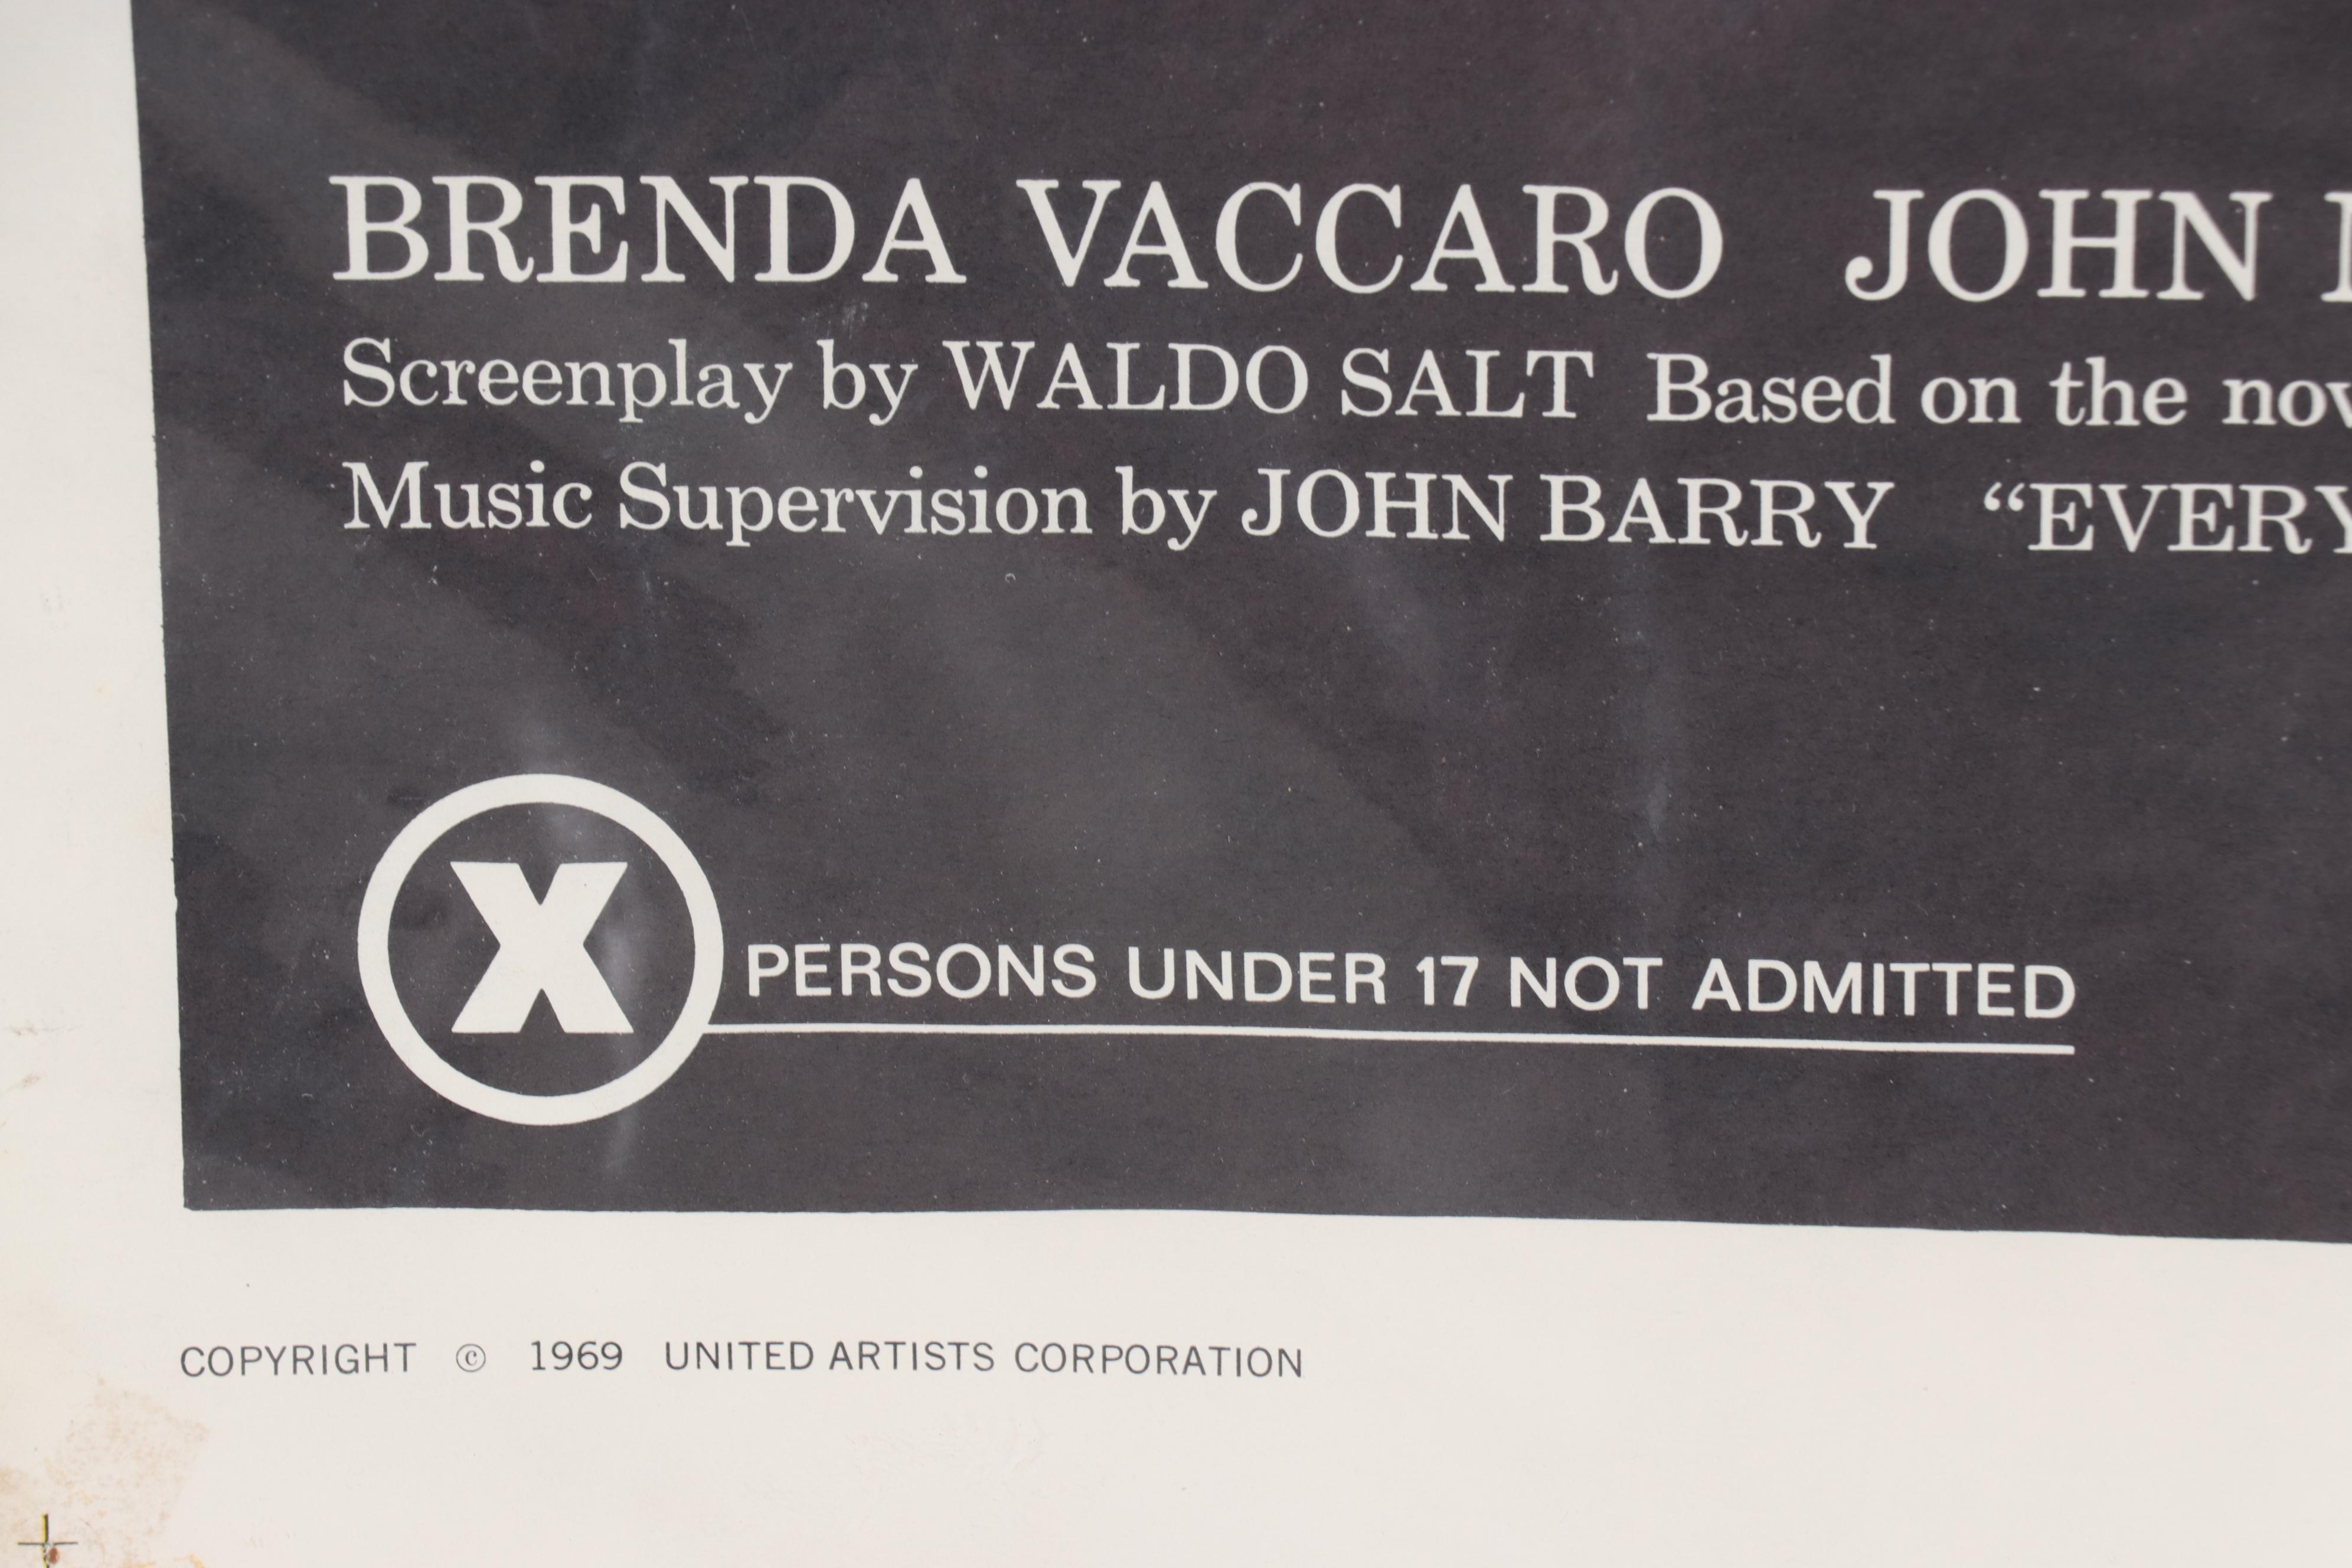 BRENDA VACCARO JOHN
Screenplay by WALDO SALT Based on the nov
Music Supervision by JOHN BARRY “EVERY
X PERSONS UNDER 17 NOT ADMITTED
COPYRIGHT © 1969 UNITED ARTISTS CORPORATION